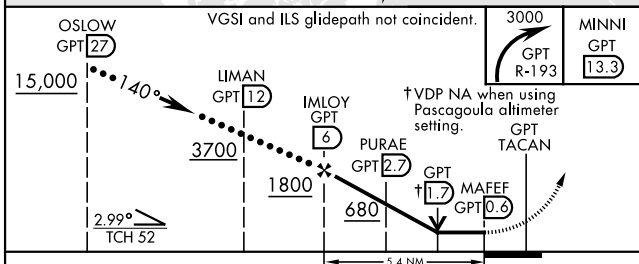 VGSI and ILS glidepath not coincident.
OSLOW
GPT 27
15,000
140°
LIMAN
GPT 12
3700
IMLOY
GPT
6
1800
PURAE
GPT 2.7
680
GPT
† 1.7
MAFEF
GPT 0.6
†VDP NA when using
Pascagoula altimeter
setting.
GPT
TACAN
3000
GPT
R-193
MINNI
GPT
13.3
2.99°
TCH 52
5.4 NM